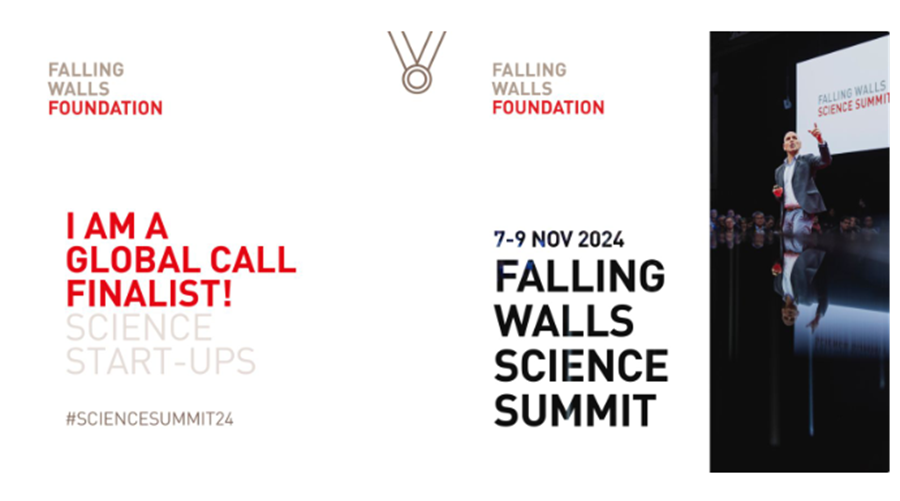 FALLING
WALLS
FOUNDATION
I AM A
GLOBAL CALL
FINALIST!
SCIENCE
START-UPS
#SCIENCESUMMIT24
FALLING
WALLS
FOUNDATION
7-9 NOV 2024
FALLING
WALLS
SCIENCE
SUMMIT
FALLING WALLS
SCIENCE SUMMIT